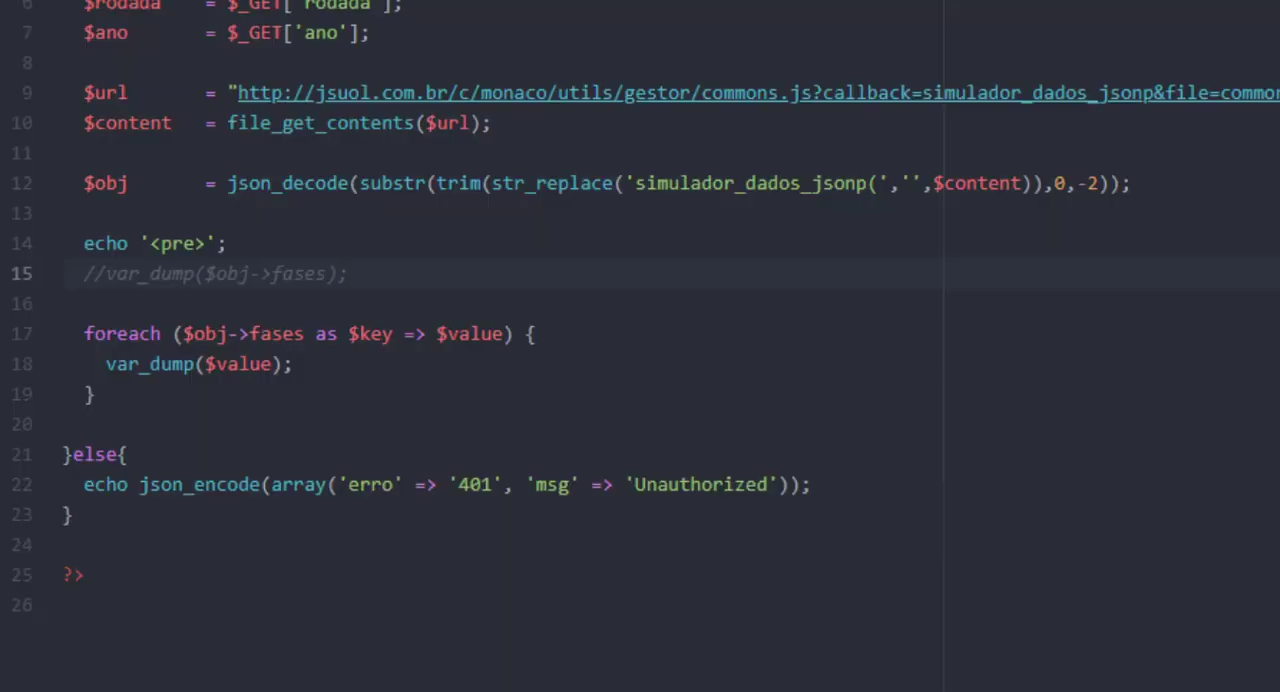 6 $rodada = $_GET['rodada'];
7 $ano = $_GET['ano'];
8
9 $url = "http://jsuol.com.br/c/monaco/utils/gestor/commons.js?callback=simulador_dados_jsonp&file=commo
10 $content = file_get_contents($url);
11
12 $obj = json_decode(substr(trim(str_replace('simulador_dados_jsonp(','',$content)),0,-2));
13
14 echo '<pre>';
15 //var_dump($obj->fases);
16
17 foreach ($obj->fases as $key => $value) {
18 var_dump($value);
19 }
20
21 }else{
22 echo json_encode(array('erro' => '401', 'msg' => 'Unauthorized'));
23 }
24
25 ?>
26